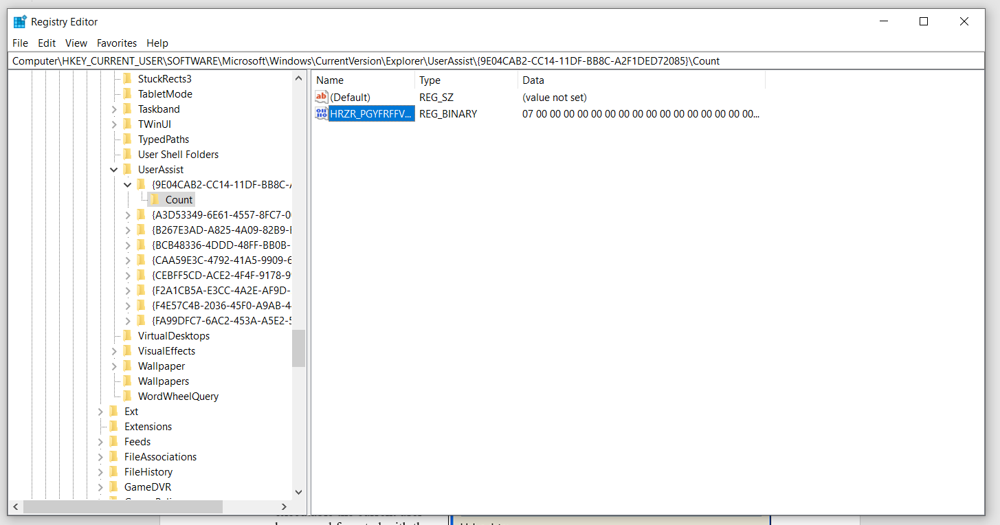 Registry Editor
File Edit View Favorites Help
Computer\HKEY_CURRENT_USER\SOFTWARE\Microsoft\Windows\CurrentVersion\Explorer\UserAssist\{9E04CAB2-CC14-11DF-BB8C-A2F1DED72085}\Count
StuckRects3
TabletMode
Taskband
TWinUI
TypedPaths
User Shell Folders
UserAssist
{9E04CAB2-CC14-11DF-BB8C-
Count
{A3D53349-6E61-4557-8FC7-0
{B267E3AD-A825-4A09-82B9-
{BCB48336-4DDD-48FF-BB0B-
{CAA59E3C-4792-41A5-9909-6
{CEBFF5CD-ACE2-4F4F-9178-9
{F2A1CB5A-E3CC-4A2E-AF9D-
{F4E57C4B-2036-45F0-A9AB-4
{FA99DFC7-6AC2-453A-A5E2-5
VirtualDesktops
VisualEffects
Wallpaper
Wallpapers
WordWheelQuery
Ext
Extensions
Feeds
FileAssociations
FileHistory
GameDVR
Name Type Data
(Default) REG_SZ (value not set)
HRZR_PGYFRFFV... REG_BINARY 07 00 00 00 00 00 00 00 00 00 00 00 00 00 00 00 00...